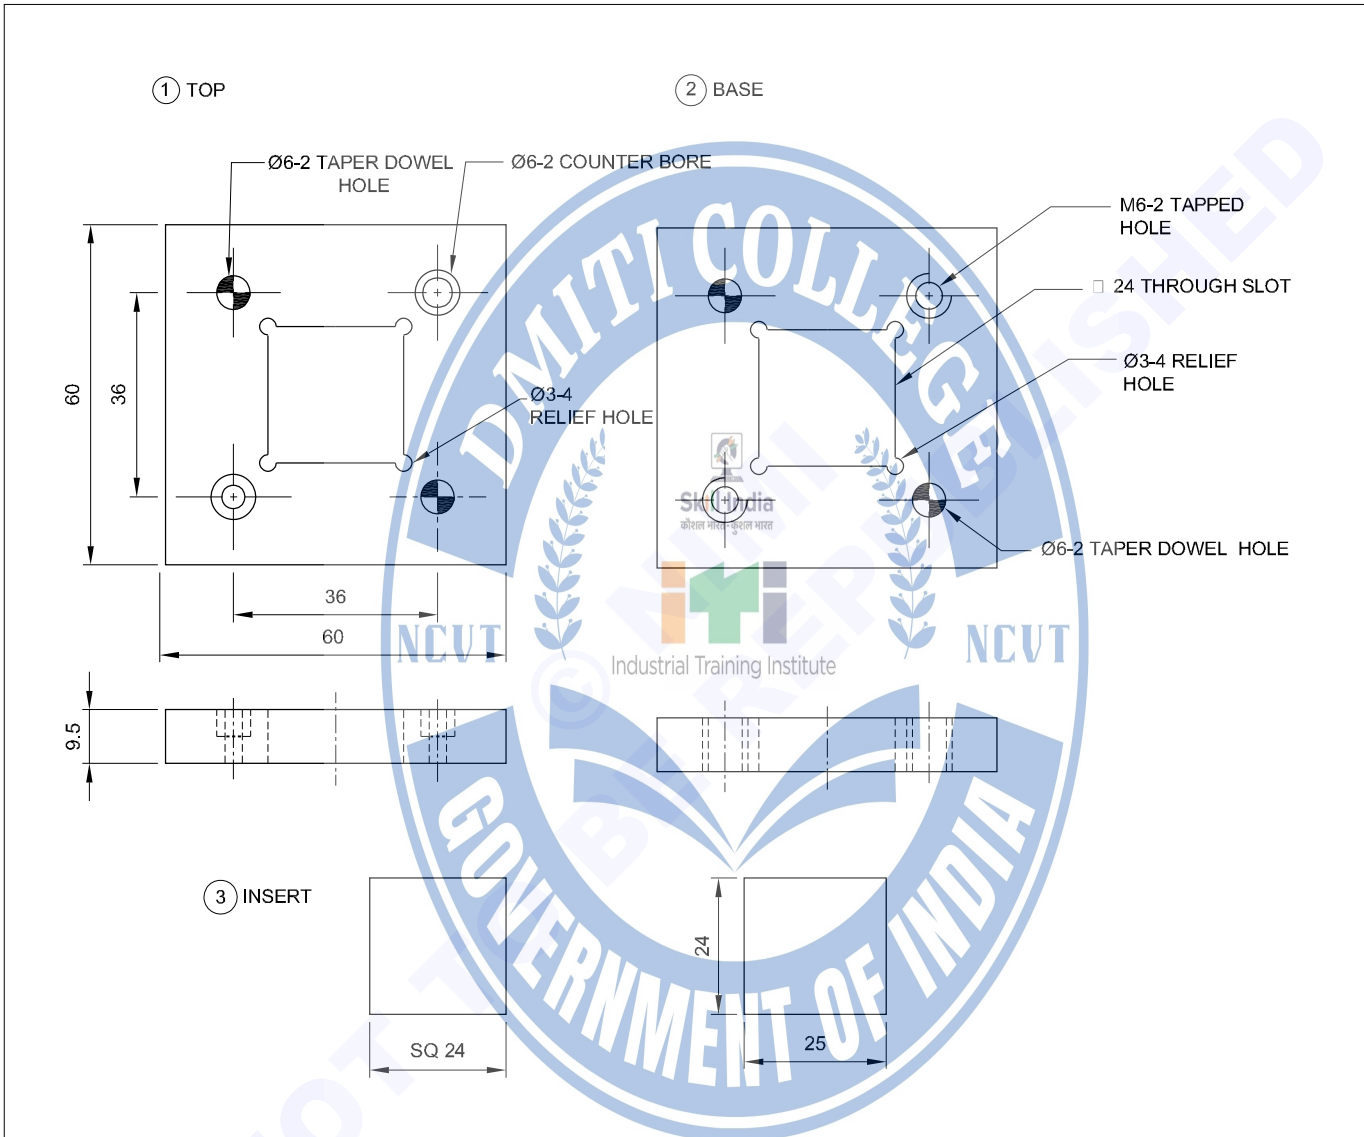 1 TOP
2 BASE
Ø6-2 TAPER DOWEL
HOLE
Ø6-2 COUNTER BORE
M6-2 TAPPED
HOLE
□ 24 THROUGH SLOT
Ø3-4 RELIEF
HOLE
Ø3-4
RELIEF HOLE
Ø6-2 TAPER DOWEL HOLE
60
36
36
60
9.5
3 INSERT
SQ 24
24
25
DMITI COLLEGE
GOVERNMENT OF INDIA
NCVT
NCVT
Skill India
कौशल भारत-कुशल भारत
iTi
Industrial Training Institute
© NIMI
NOT TO BE REPUBLISHED